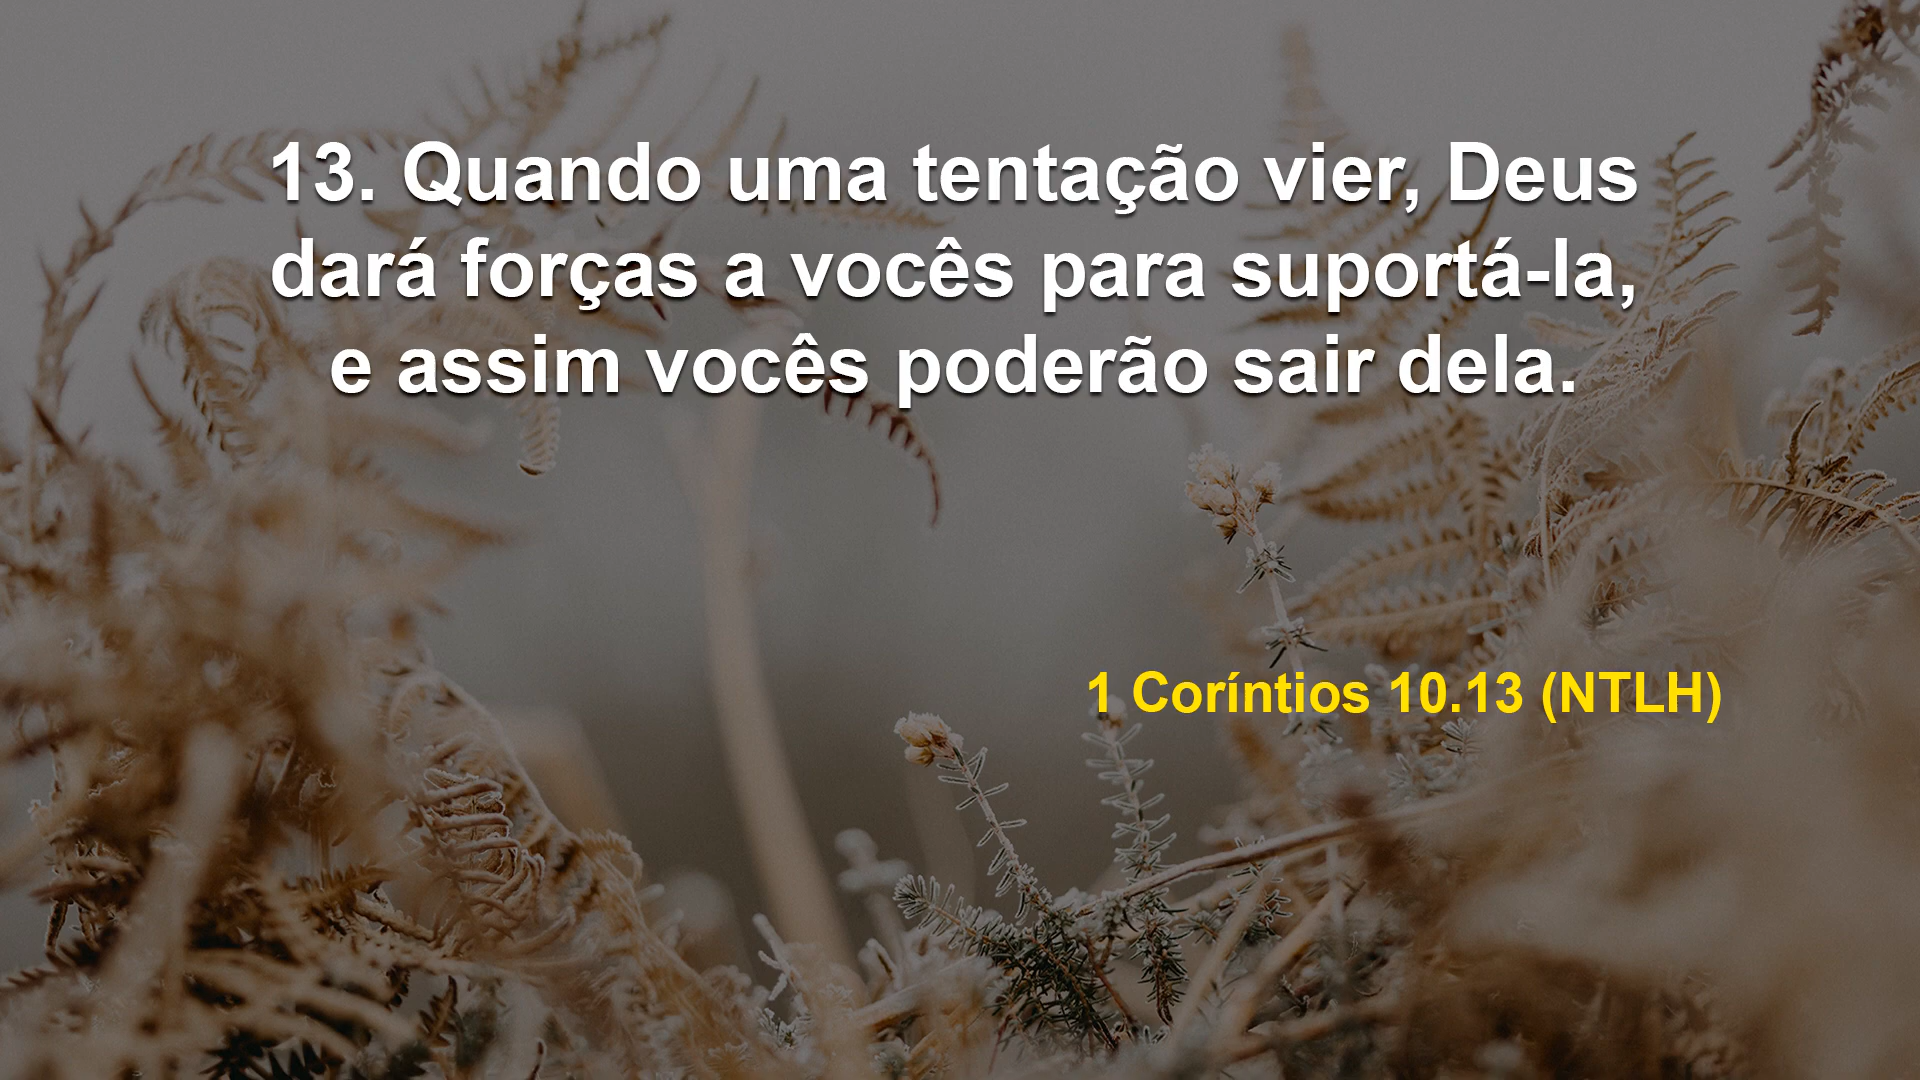 13. Quando uma tentação vier, Deus
dará forças a vocês para suportá-la,
e assim vocês poderão sair dela.
1 Coríntios 10.13 (NTLH)